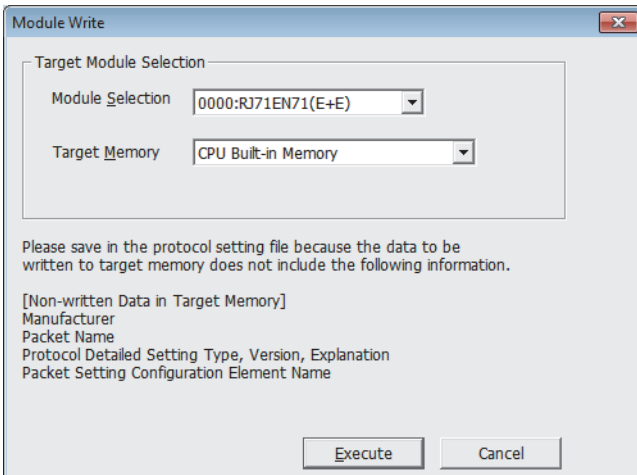 Module Write
Target Module Selection
Module Selection
0000:RJ71EN71(E+E)
Target Memory
CPU Built-in Memory
Please save in the protocol setting file because the data to be
written to target memory does not include the following information.
[Non-written Data in Target Memory]
Manufacturer
Packet Name
Protocol Detailed Setting Type, Version, Explanation
Packet Setting Configuration Element Name
Execute
Cancel